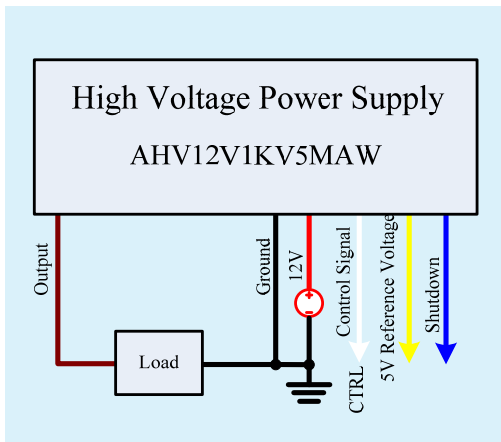 High Voltage Power Supply
AHV12V1KV5MAW
Output
Ground
12V
Control Signal
5V Reference Voltage
Shutdown
Load
CTRL